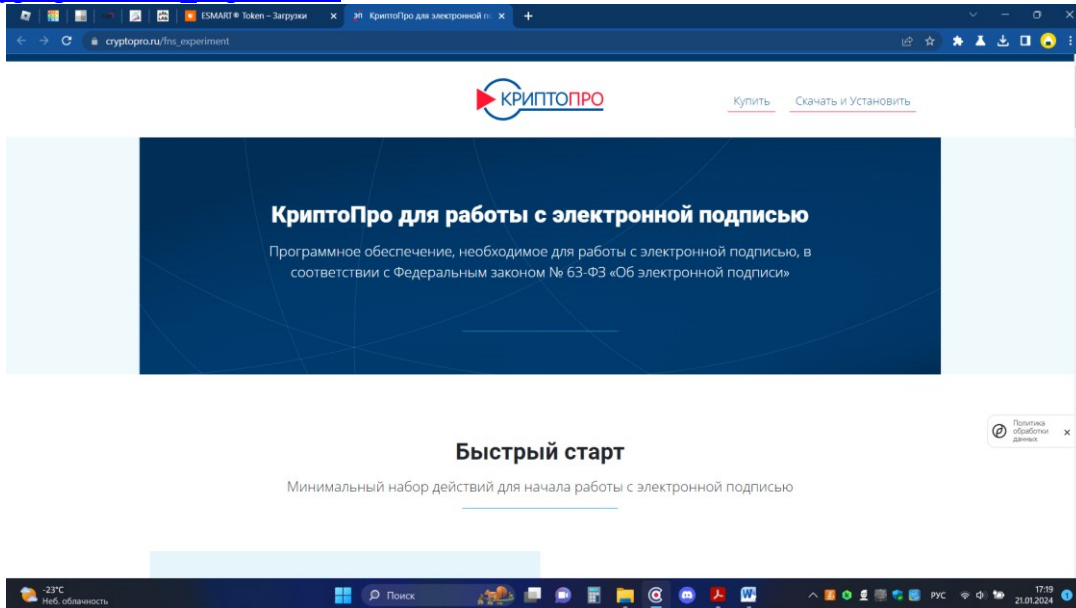 ESMART® Token – Загрузки
КриптоПро для электронной п
cryptopro.ru/fns_experiment
КРИПТОПРО
Купить
Скачать и Установить
КриптоПро для работы с электронной подписью
Программное обеспечение, необходимое для работы с электронной подписью, в
соответствии с Федеральным законом № 63-ФЗ «Об электронной подписи»
Политика
обработки
данных
Быстрый старт
Минимальный набор действий для начала работы с электронной подписью
-23°C
Неб. облачность
Поиск
РУС
17:19
21.01.2024